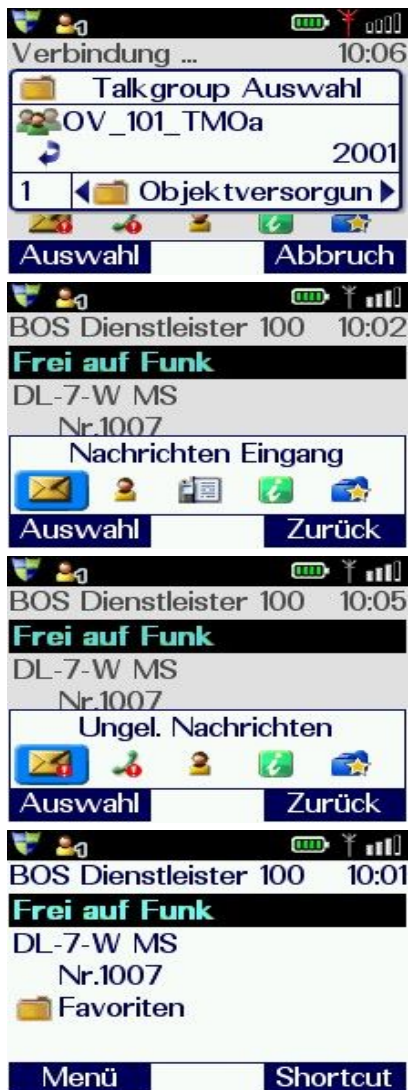 Verbindung ... 10:06
Talkgroup Auswahl
OV_101_TMOa
2001
1 Objektversorgun
Auswahl Abbruch
BOS Dienstleister 100 10:02
Frei auf Funk
DL-7-W MS
Nr.1007
Nachrichten Eingang
Auswahl Zurück
BOS Dienstleister 100 10:05
Frei auf Funk
DL-7-W MS
Nr.1007
Ungel. Nachrichten
Auswahl Zurück
BOS Dienstleister 100 10:01
Frei auf Funk
DL-7-W MS
Nr.1007
Favoriten
Menü Shortcut